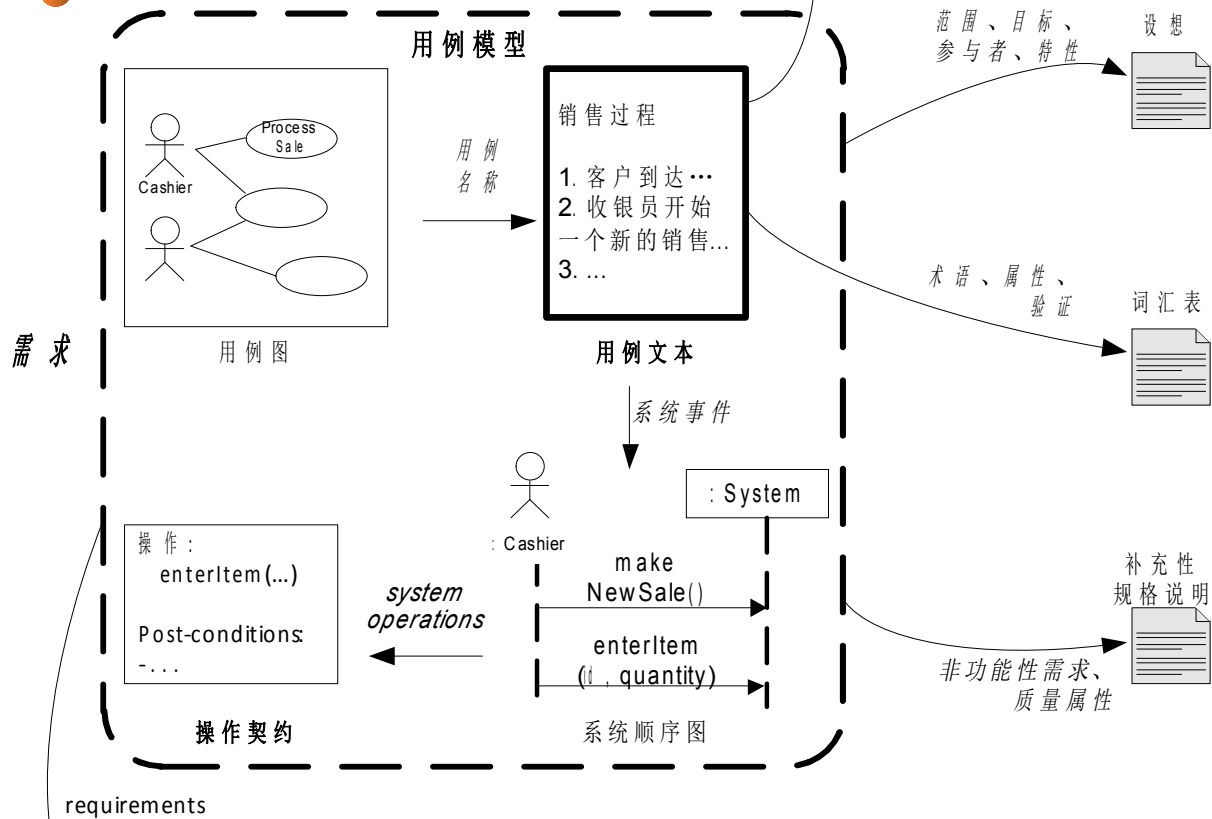 用例模型
范围、目标、
参与者、特性
设想
Process
Sale
Cashier
用例图
用例
名称
销售过程
1. 客户到达…
2. 收银员开始
一个新的销售...
3. ...
用例文本
术语、属性、
验证
词汇表
需求
系统事件
: Cashier
: System
make
NewSale()
enterItem
(id, quantity)
系统顺序图
system
operations
操作:
enterItem(...)
Post-conditions:
-...
操作契约
补充性
规格说明
非功能性需求、
质量属性
requirements